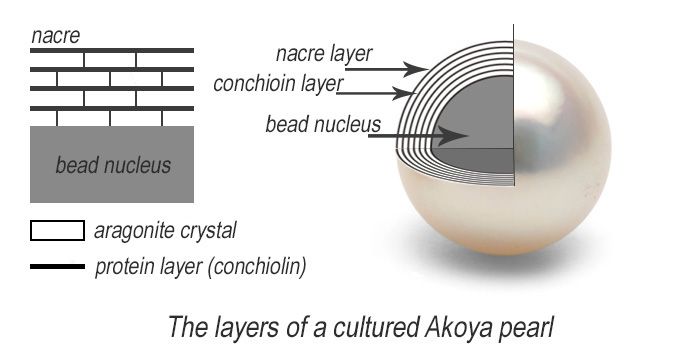 nacre
bead nucleus
aragonite crystal
protein layer (conchiolin)
nacre layer
conchioin layer
bead nucleus
The layers of a cultured Akoya pearl